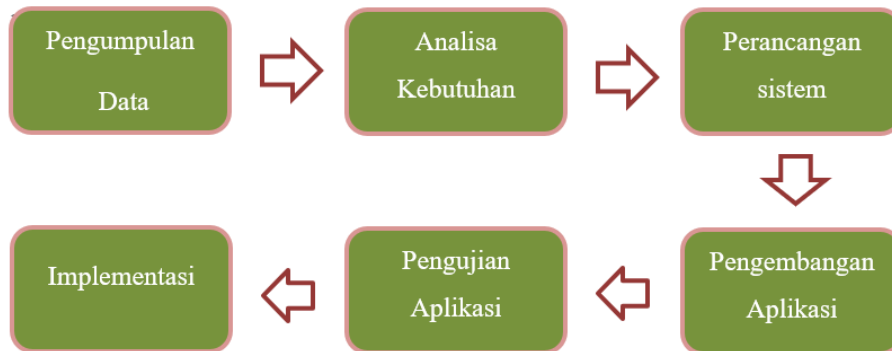 Pengumpulan
Data
Analisa
Kebutuhan
Perancangan
sistem
Implementasi
Pengujian
Aplikasi
Pengembangan
Aplikasi